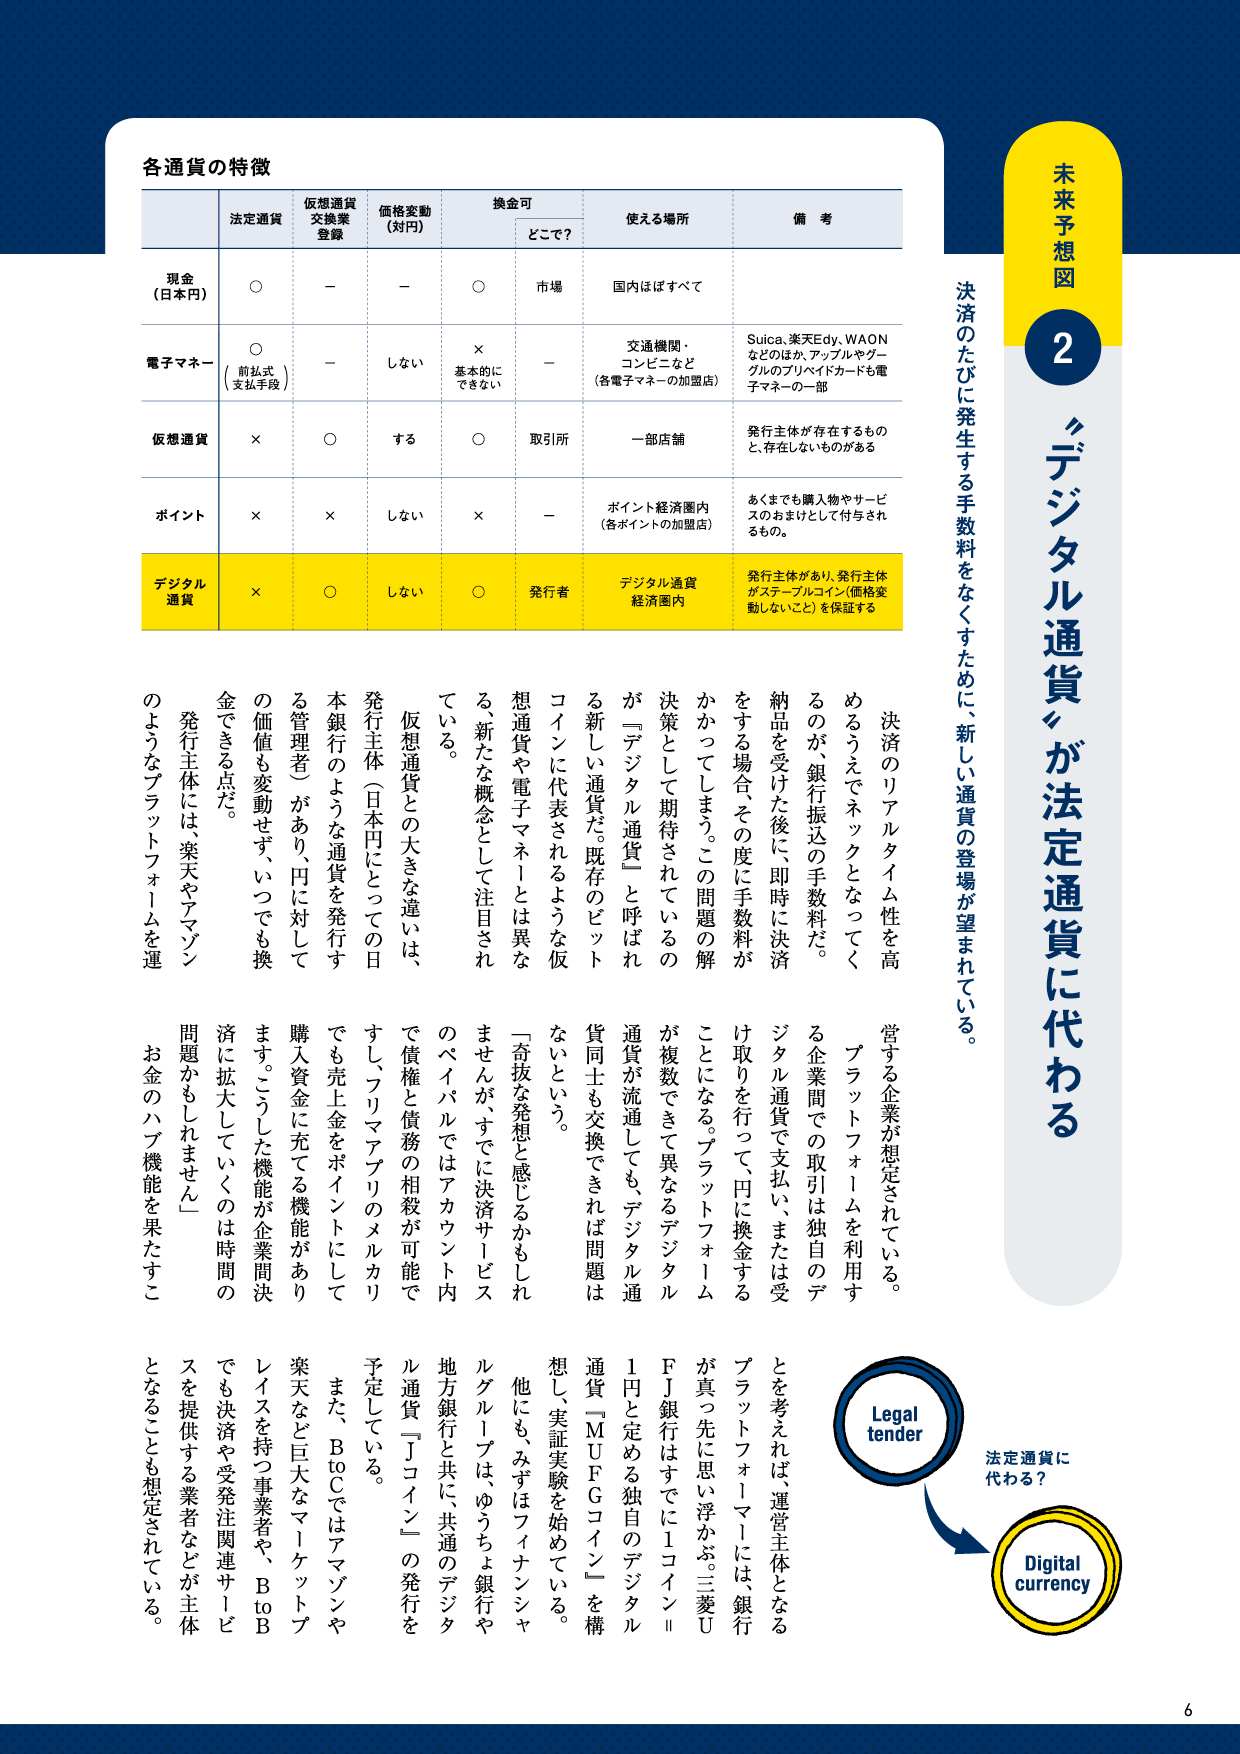 未来予想図
2
〝デジタル通貨〟が法定通貨に代わる
決済のたびに発生する手数料をなくすために、新しい通貨の登場が望まれている。
各通貨の特徴
法定通貨
仮想通貨
交換業
登録
価格変動
(対円)
換金可
どこで?
使える場所
備 考
現金
(日本円)
○
–
–
○
市場
国内ほぼすべて
電子マネー
○
(前払式
支払手段)
–
しない
×
基本的に
できない
–
交通機関・
コンビニなど
(各電子マネーの加盟店)
Suica、楽天Edy、WAON
などのほか、アップルやグー
グルのプリペイドカードも電
子マネーの一部
仮想通貨
×
○
する
○
取引所
一部店舗
発行主体が存在するもの
と、存在しないものがある
ポイント
×
×
しない
×
–
ポイント経済圏内
(各ポイントの加盟店)
あくまでも購入物やサービ
スのおまけとして付与され
るもの。
デジタル
通貨
×
○
しない
○
発行者
デジタル通貨
経済圏内
発行主体があり、発行主体
がステーブルコイン(価格変
動しないこと)を保証する
決済のリアルタイム性を高
めるうえでネックとなってく
るのが、銀行振込の手数料だ。
納品を受けた後に、即時に決済
をする場合、その度に手数料が
かかってしまう。この問題の解
決策として期待されているの
が『デジタル通貨』と呼ばれ
る新しい通貨だ。既存のビット
コインに代表されるような仮
想通貨や電子マネーとは異な
る、新たな概念として注目され
ている。
仮想通貨との大きな違いは、
発行主体(日本円にとっての日
本銀行のような通貨を発行す
る管理者)があり、円に対して
の価値も変動せず、いつでも換
金できる点だ。
発行主体には、楽天やアマゾン
のようなプラットフォームを運
営する企業が想定されている。
プラットフォームを利用す
る企業間での取引は独自のデ
ジタル通貨で支払い、または受
け取りを行って、円に換金する
ことになる。プラットフォーム
が複数できて異なるデジタル
通貨が流通しても、デジタル通
貨同士も交換できれば問題は
ないという。
「奇抜な発想と感じるかもしれ
ませんが、すでに決済サービス
のペイパルではアカウント内
で債権と債務の相殺が可能で
すし、フリマアプリのメルカリ
でも売上金をポイントにして
購入資金に充てる機能があり
ます。こうした機能が企業間決
済に拡大していくのは時間の
問題かもしれません」
お金のハブ機能を果たすこ
とを考えれば、運営主体となる
プラットフォーマーには、銀行
が真っ先に思い浮かぶ。三菱U
FJ銀行はすでに1コイン=
1円と定める独自のデジタル
通貨『MUFGコイン』を構
想し、実証実験を始めている。
他にも、みずほフィナンシャ
ルグループは、ゆうちょ銀行や
地方銀行と共に、共通のデジタ
ル通貨『Jコイン』の発行を
予定している。
また、BtoCではアマゾンや
楽天など巨大なマーケットプ
レイスを持つ事業者や、BtoB
でも決済や受発注関連サービ
スを提供する業者などが主体
となることも想定されている。
Legal
tender
法定通貨に
代わる?
Digital
currency
6